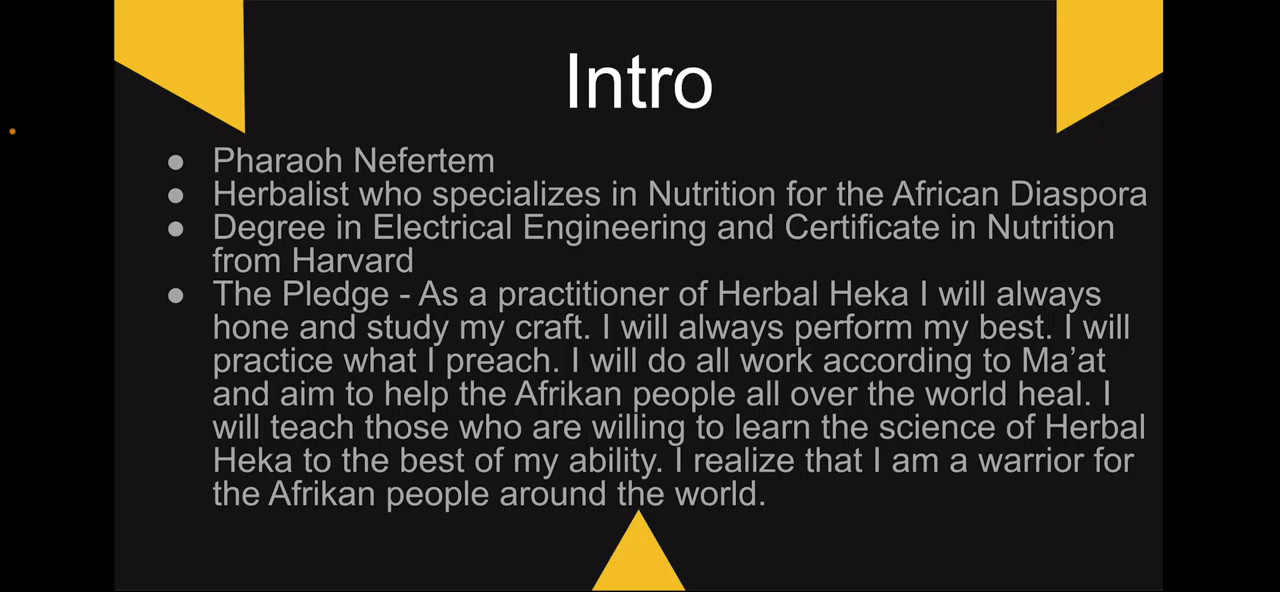 Intro
● Pharaoh Nefertem
● Herbalist who specializes in Nutrition for the African Diaspora
● Degree in Electrical Engineering and Certificate in Nutrition
from Harvard
● The Pledge - As a practitioner of Herbal Heka I will always
hone and study my craft. I will always perform my best. I will
practice what I preach. I will do all work according to Ma’at
and aim to help the Afrikan people all over the world heal. I
will teach those who are willing to learn the science of Herbal
Heka to the best of my ability. I realize that I am a warrior for
the Afrikan people around the world.